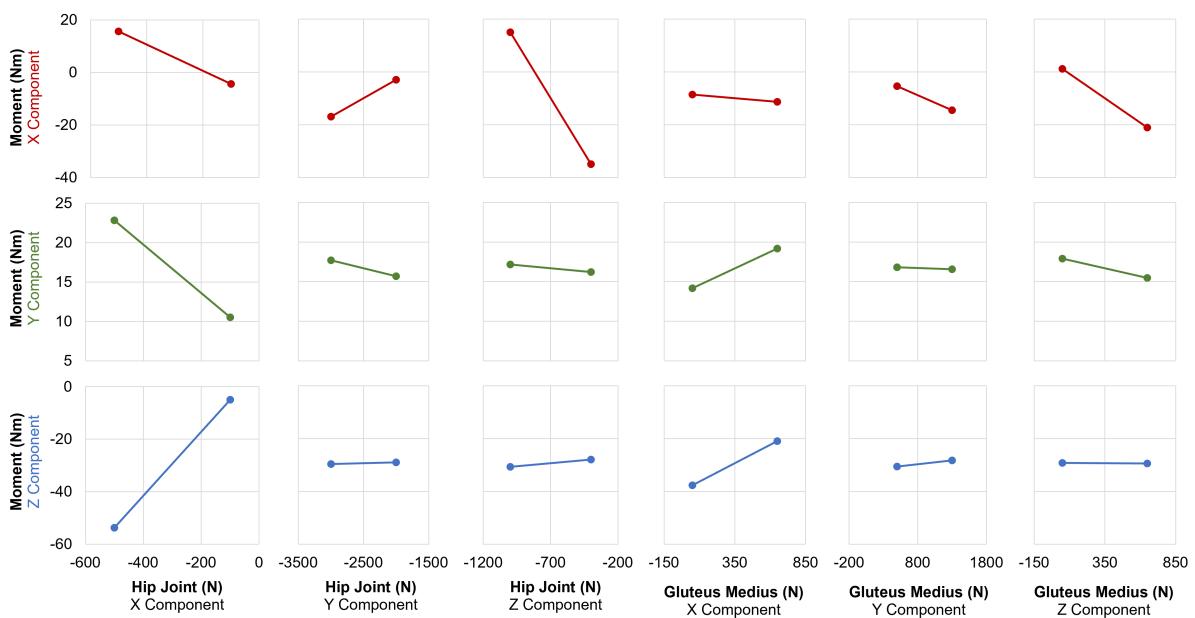 Moment (Nm)
X Component
20
0
-20
-40
Moment (Nm)
Y Component
25
20
15
10
5
Moment (Nm)
Z Component
0
-20
-40
-60
-600 -400 -200 0
-3500 -2500 -1500
-1200 -700 -200
-150 350 850
-200 800 1800
-150 350 850
Hip Joint (N)
X Component
Hip Joint (N)
Y Component
Hip Joint (N)
Z Component
Gluteus Medius (N)
X Component
Gluteus Medius (N)
Y Component
Gluteus Medius (N)
Z Component